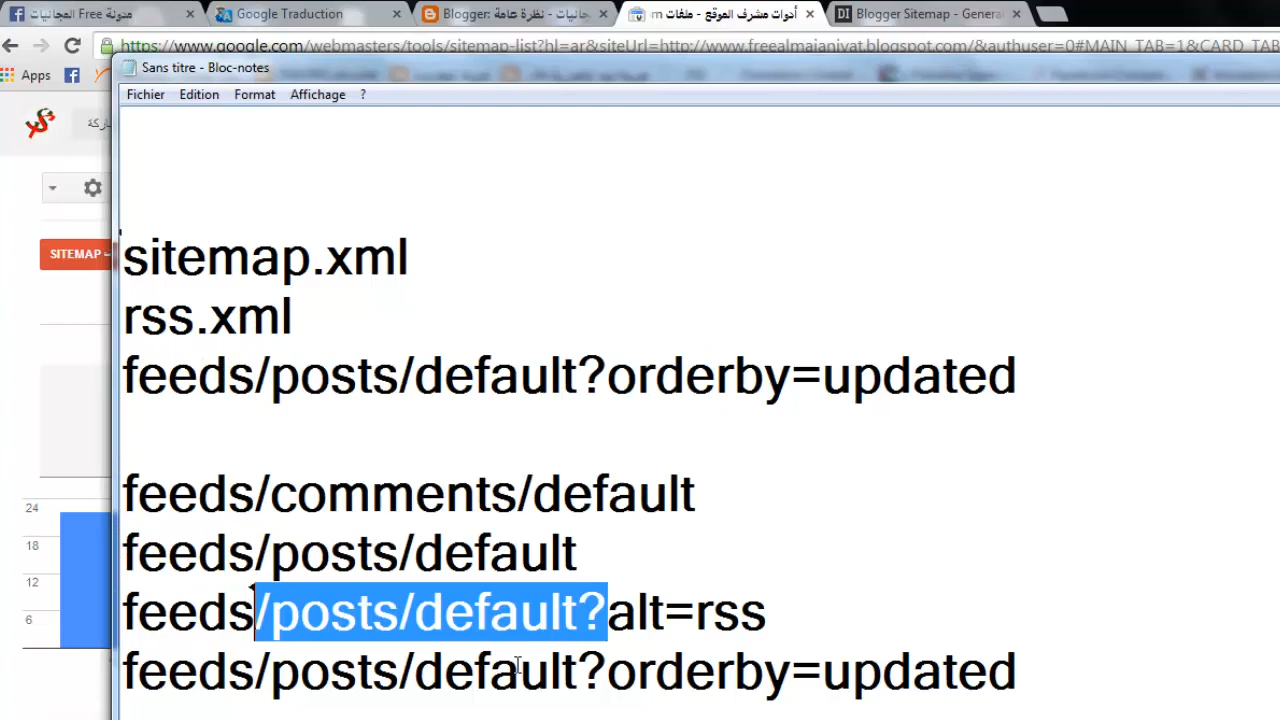 مدونة Free المجانيات
Google Traduction
Blogger: نظرة عامة
أدوات مشرف الموقع - ملفات m
Blogger Sitemap - Genera
https://www.google.com/webmasters/tools/sitemap-list?hl=ar&siteUrl=http://www.freealmajaniyat.blogspot.com/&authuser=0#MAIN_TAB=1&CARD_TAB
Apps
Sans titre - Bloc-notes
Fichier Edition Format Affichage ?
SITEMAP
sitemap.xml
rss.xml
feeds/posts/default?orderby=updated
feeds/comments/default
feeds/posts/default
feeds/posts/default?alt=rss
feeds/posts/default?orderby=updated
24
18
12
6